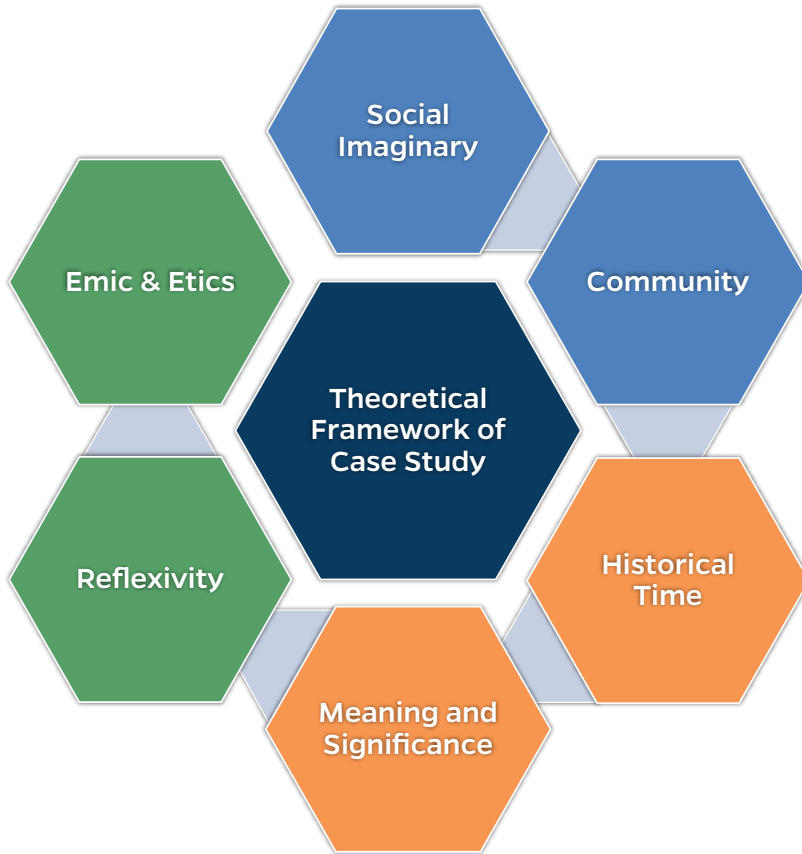 Social
Imaginary
Community
Historical
Time
Meaning and
Significance
Reflexivity
Emic & Etics
Theoretical
Framework of
Case Study